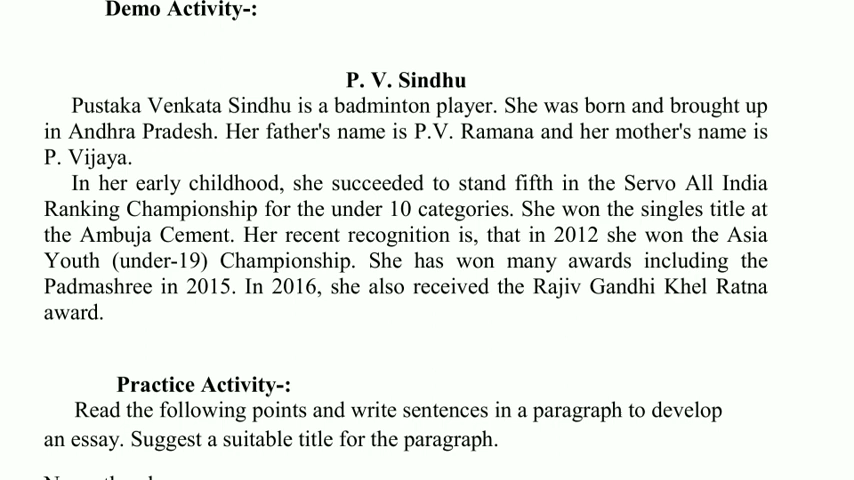 Demo Activity-:
P. V. Sindhu
Pustaka Venkata Sindhu is a badminton player. She was born and brought up
in Andhra Pradesh. Her father's name is P.V. Ramana and her mother's name is
P. Vijaya.
In her early childhood, she succeeded to stand fifth in the Servo All India
Ranking Championship for the under 10 categories. She won the singles title at
the Ambuja Cement. Her recent recognition is, that in 2012 she won the Asia
Youth (under-19) Championship. She has won many awards including the
Padmashree in 2015. In 2016, she also received the Rajiv Gandhi Khel Ratna
award.
Practice Activity-:
Read the following points and write sentences in a paragraph to develop
an essay. Suggest a suitable title for the paragraph.